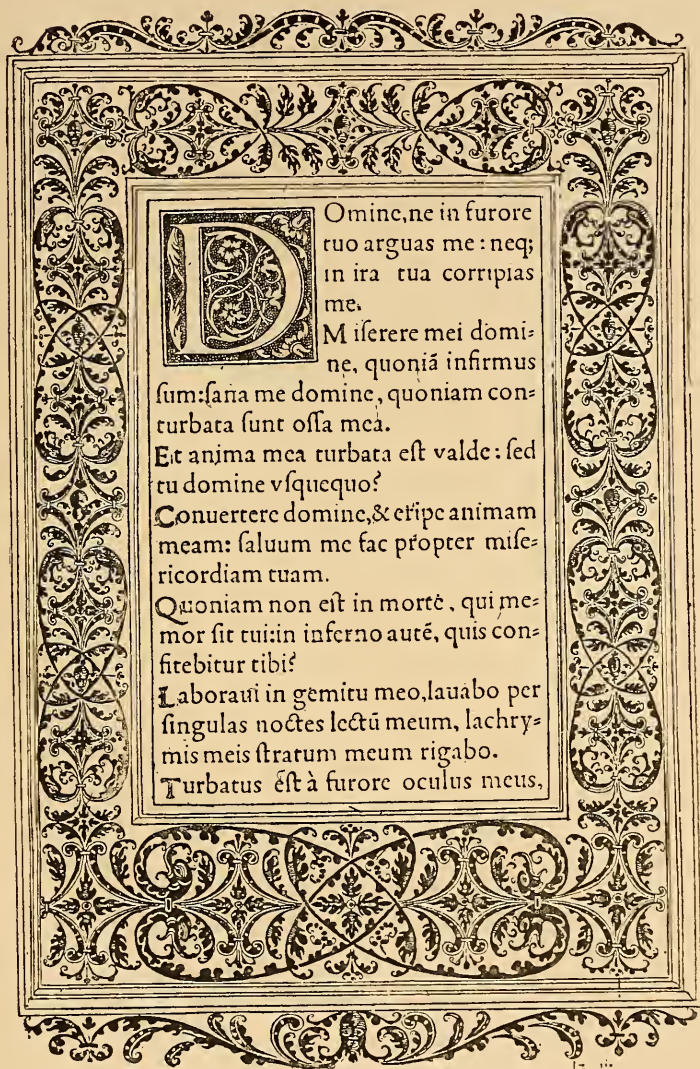 DOmine, ne in furore
tuo arguas me: neq;
in ira tua corripias
me.
Miſerere mei domi=
ne, quoniā infirmus
ſum:ſana me domine, quoniam con=
turbata ſunt oſſa mea.
Et anima mea turbata eſt valde: ſed
tu domine vſquequo?
Conuertere domine,& eripe animam
meam: ſaluum me fac propter miſe=
ricordiam tuam.
Quoniam non eſt in morte, qui me=
mor ſit tui:in inferno autē, quis con=
fitebitur tibi?
Laboraui in gemitu meo,lauabo per
ſingulas noctes lectū meum, lachry=
mis meis ſtratum meum rigabo.
Turbatus eſt à furore oculus meus,